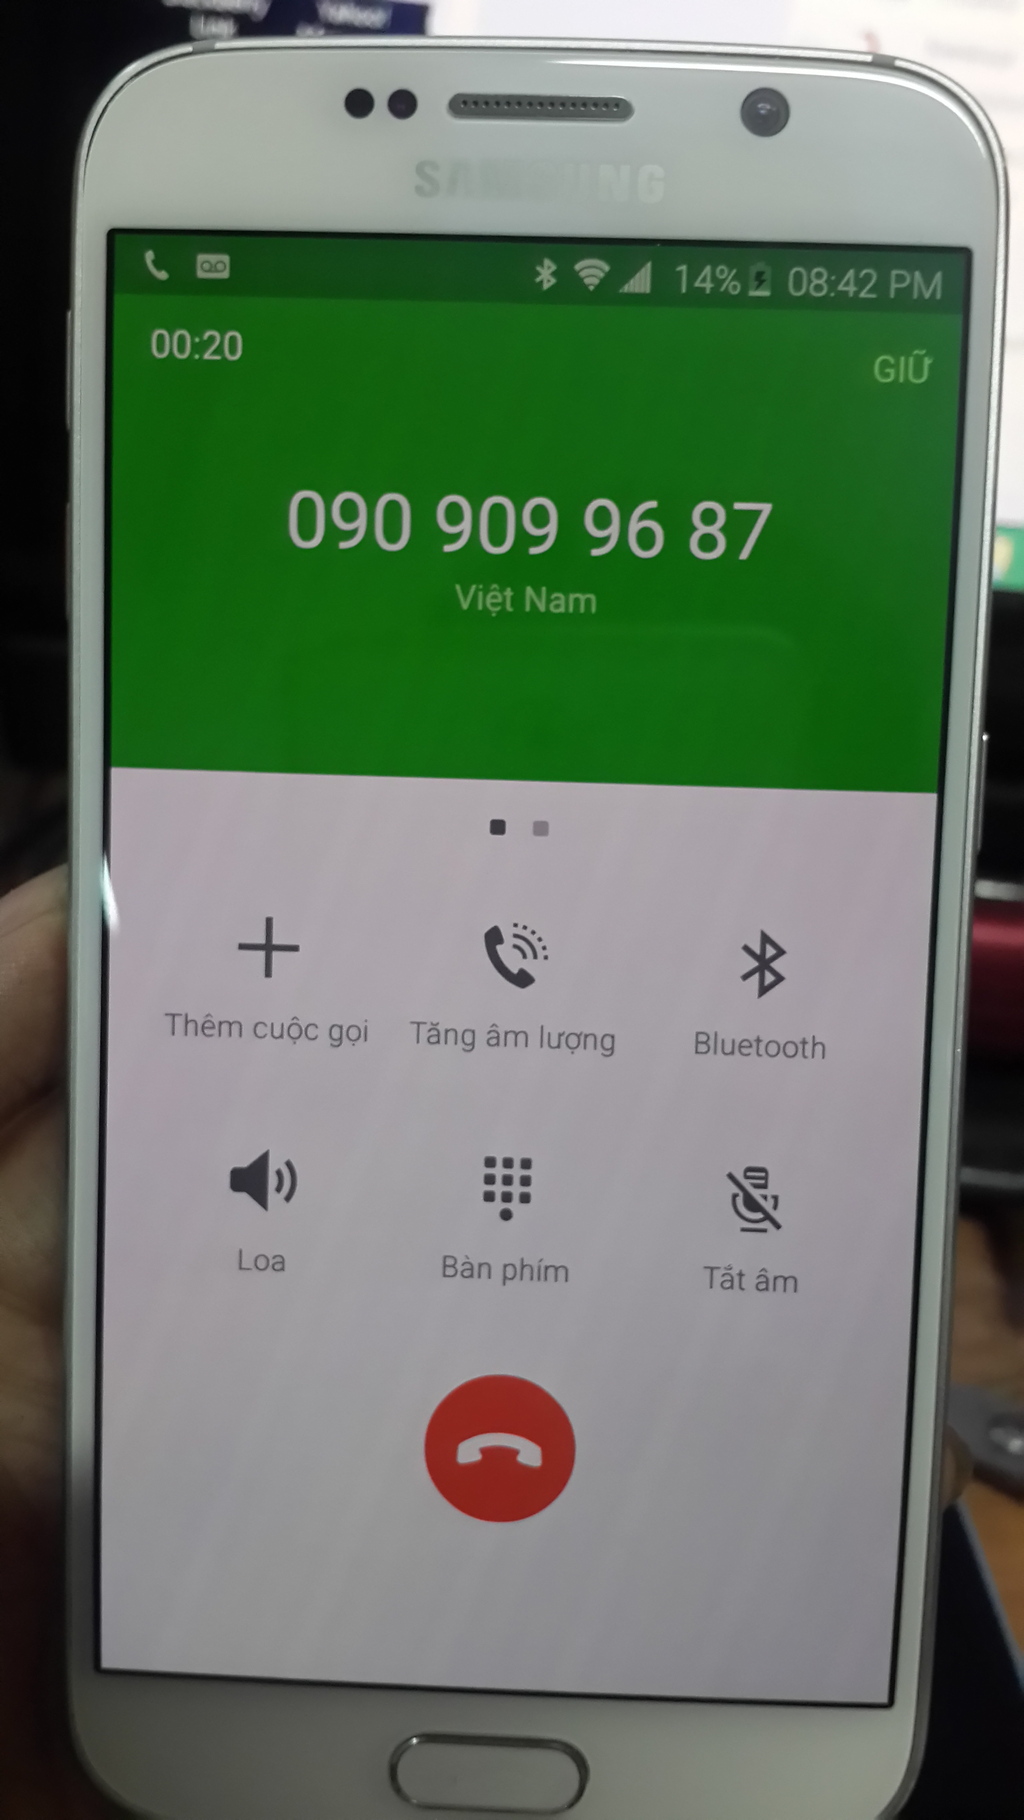 SAMSUNG
14% 08:42 PM
00:20
GIỮ
090 909 96 87
Việt Nam
Thêm cuộc gọi Tăng âm lượng Bluetooth
Loa Bàn phím Tắt âm